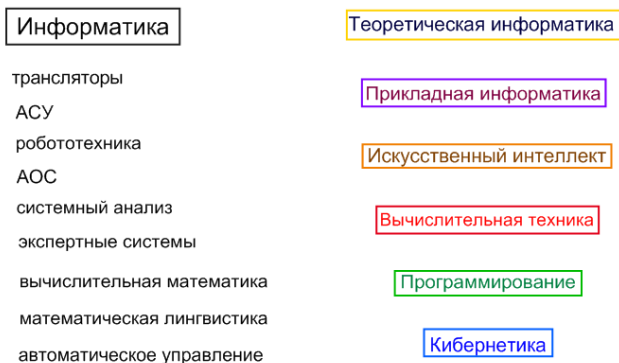 Информатика
трансляторы
АСУ
робототехника
АОС
системный анализ
экспертные системы
вычислительная математика
математическая лингвистика
автоматическое управление
Теоретическая информатика
Прикладная информатика
Искусственный интеллект
Вычислительная техника
Программирование
Кибернетика